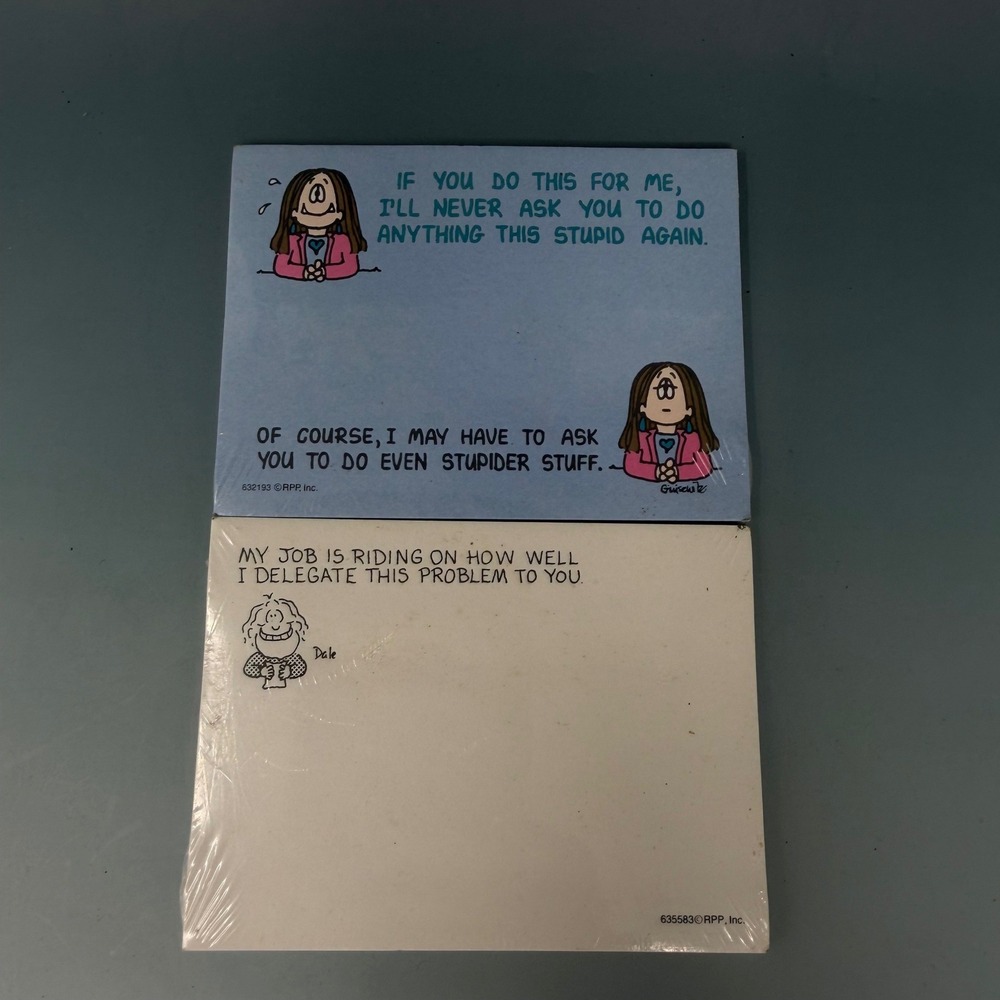 IF YOU DO THIS FOR ME,
I'LL NEVER ASK YOU TO DO
ANYTHING THIS STUPID AGAIN.
OF COURSE, I MAY HAVE TO ASK
YOU TO DO EVEN STUPIDER STUFF.
632193 ©RPP, Inc.
Guisewite
MY JOB IS RIDING ON HOW WELL
I DELEGATE THIS PROBLEM TO YOU.
Dale
635583©RPP, Inc.